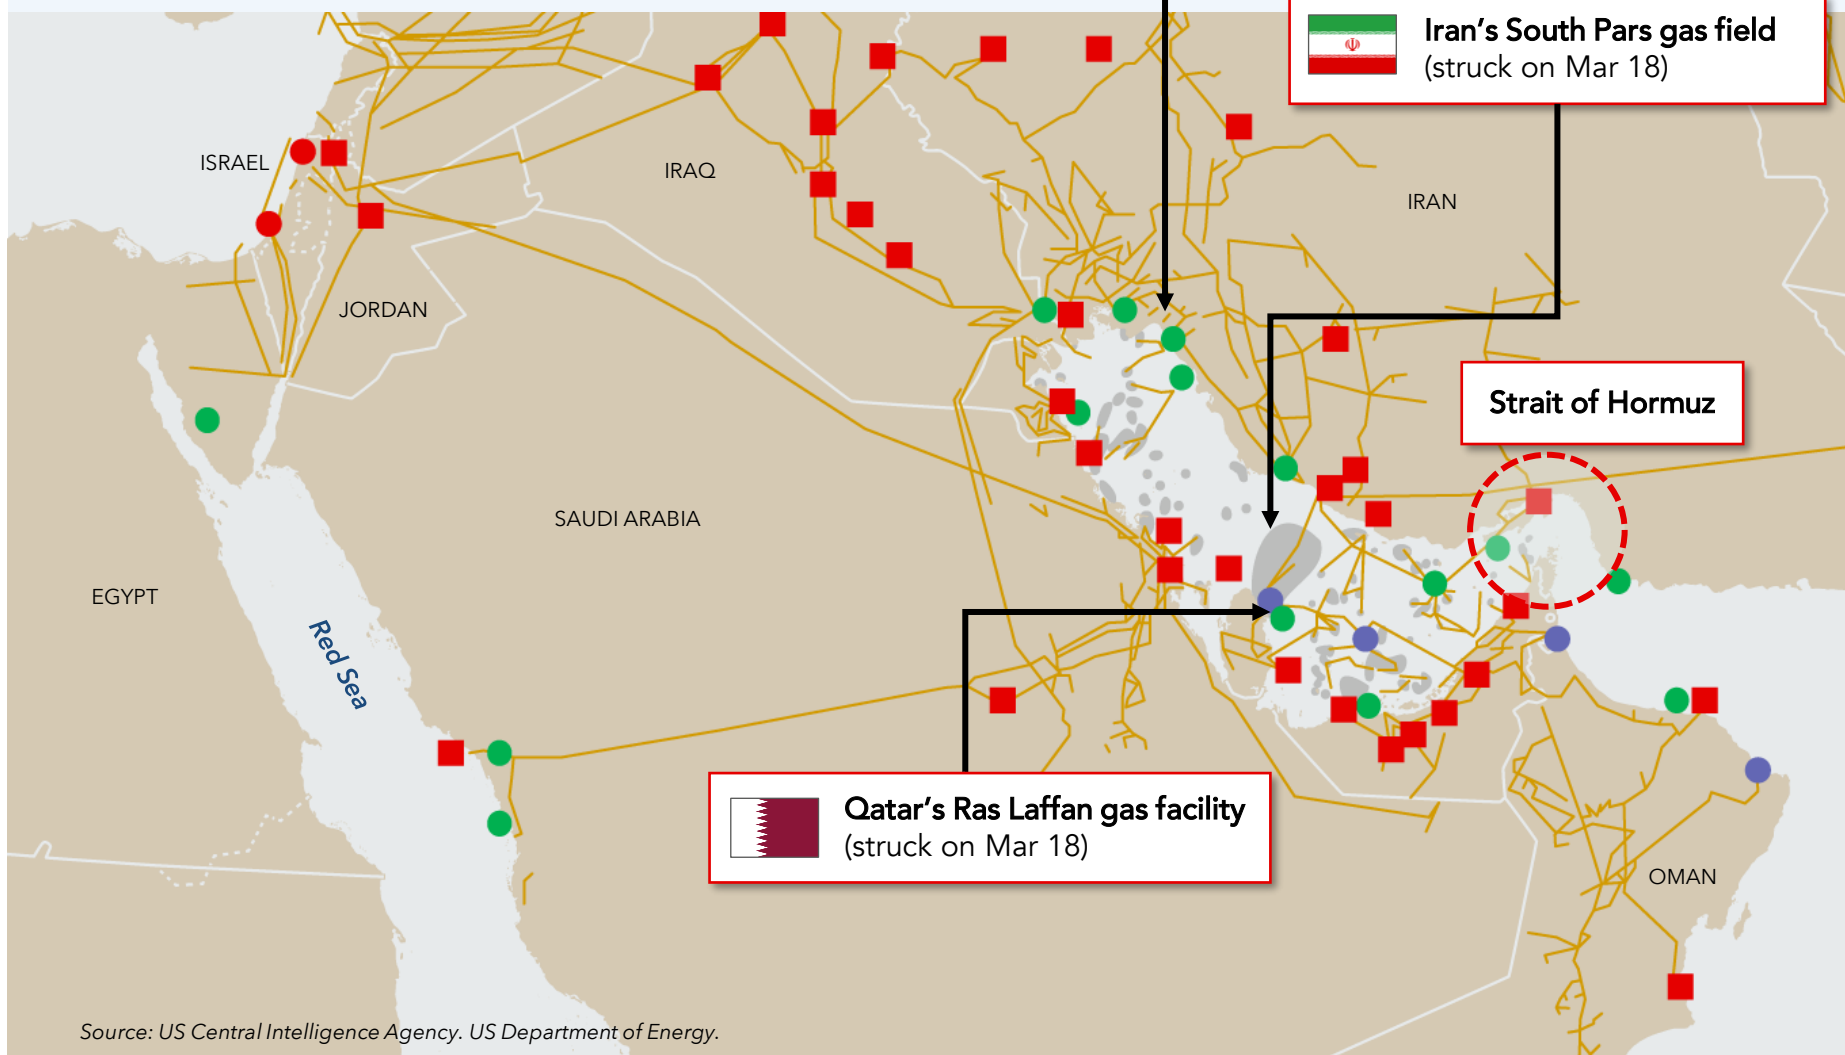 Iran's South Pars gas field
(struck on Mar 18)
ISRAEL
IRAQ
IRAN
JORDAN
Strait of Hormuz
SAUDI ARABIA
EGYPT
Red Sea
Qatar's Ras Laffan gas facility
(struck on Mar 18)
OMAN
Source: US Central Intelligence Agency. US Department of Energy.